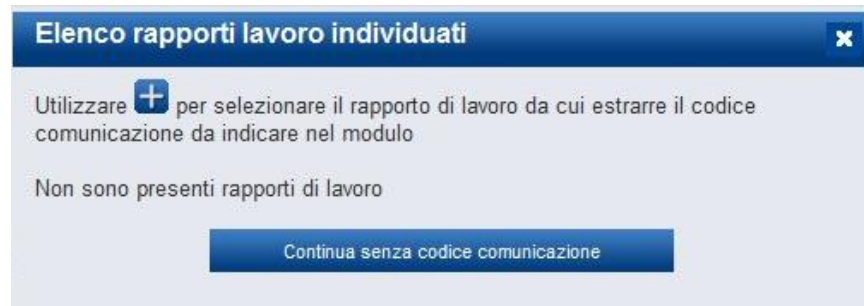 Elenco rapporti lavoro individuati
Utilizzare + per selezionare il rapporto di lavoro da cui estrarre il codice
comunicazione da indicare nel modulo
Non sono presenti rapporti di lavoro
Continua senza codice comunicazione